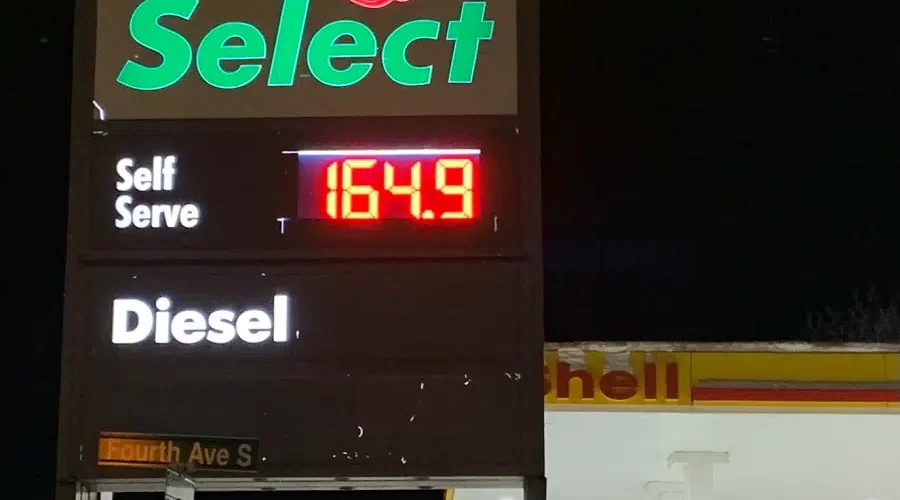 Select
Self
Serve
164.9
Diesel
Shell
Fourth Ave S